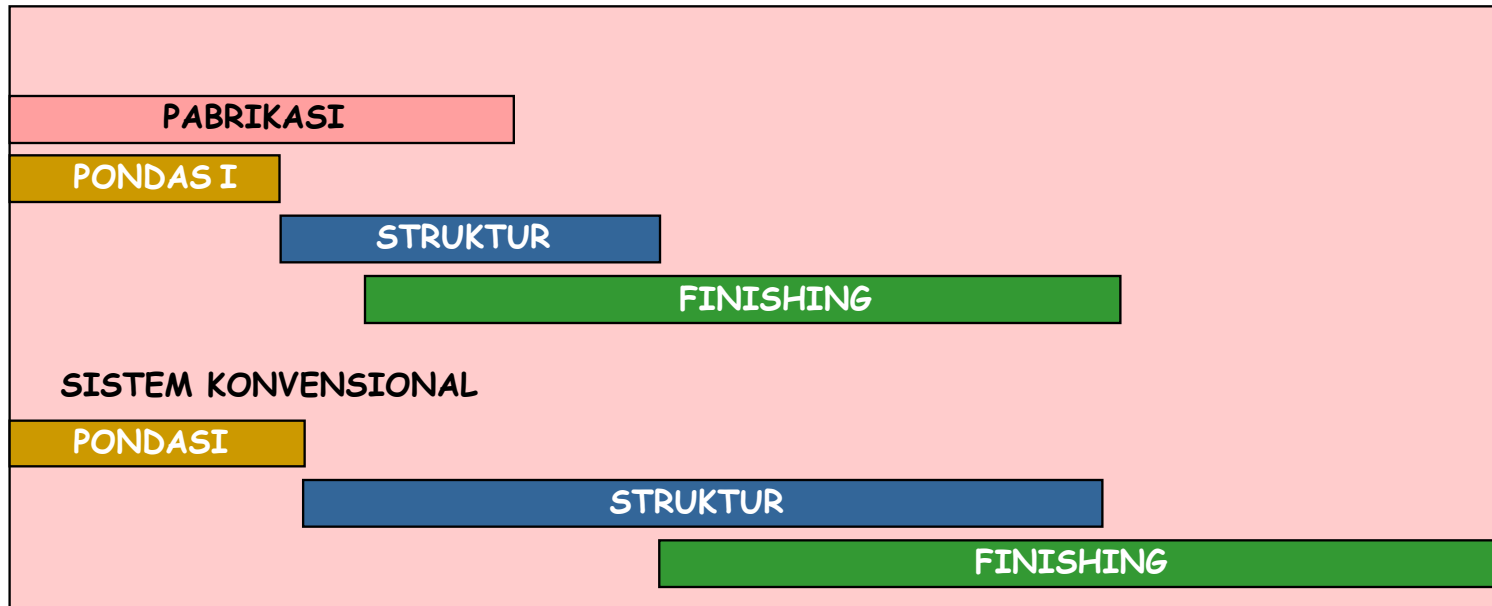 PABRIKASI
PONDAS I
STRUKTUR
FINISHING
SISTEM KONVENSIONAL
PONDASI
STRUKTUR
FINISHING